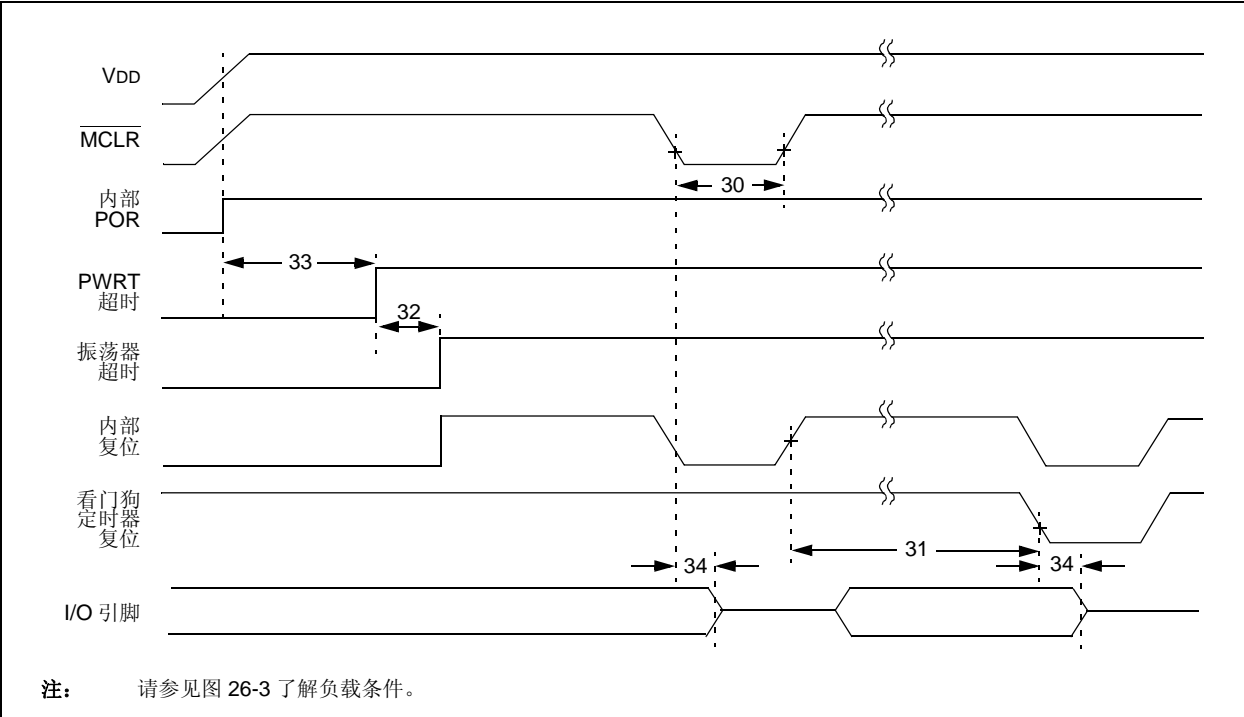 VDD
MCLR
30
内部
POR
33
PWRT
超时
32
振荡器
超时
内部
复位
看门狗
定时器
复位
31
34
34
I/O 引脚
注： 请参见图 26-3 了解负载条件。